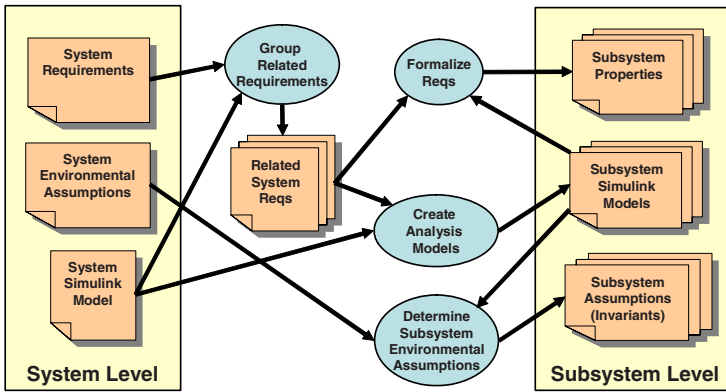 System
Requirements
System
Environmental
Assumptions
System
Simulink
Model
System Level
Group
Related
Requirements
Related
System
Reqs
Formalize
Reqs
Create
Analysis
Models
Determine
Subsystem
Environmental
Assumptions
Subsystem
Properties
Subsystem
Simulink
Models
Subsystem
Assumptions
(Invariants)
Subsystem Level